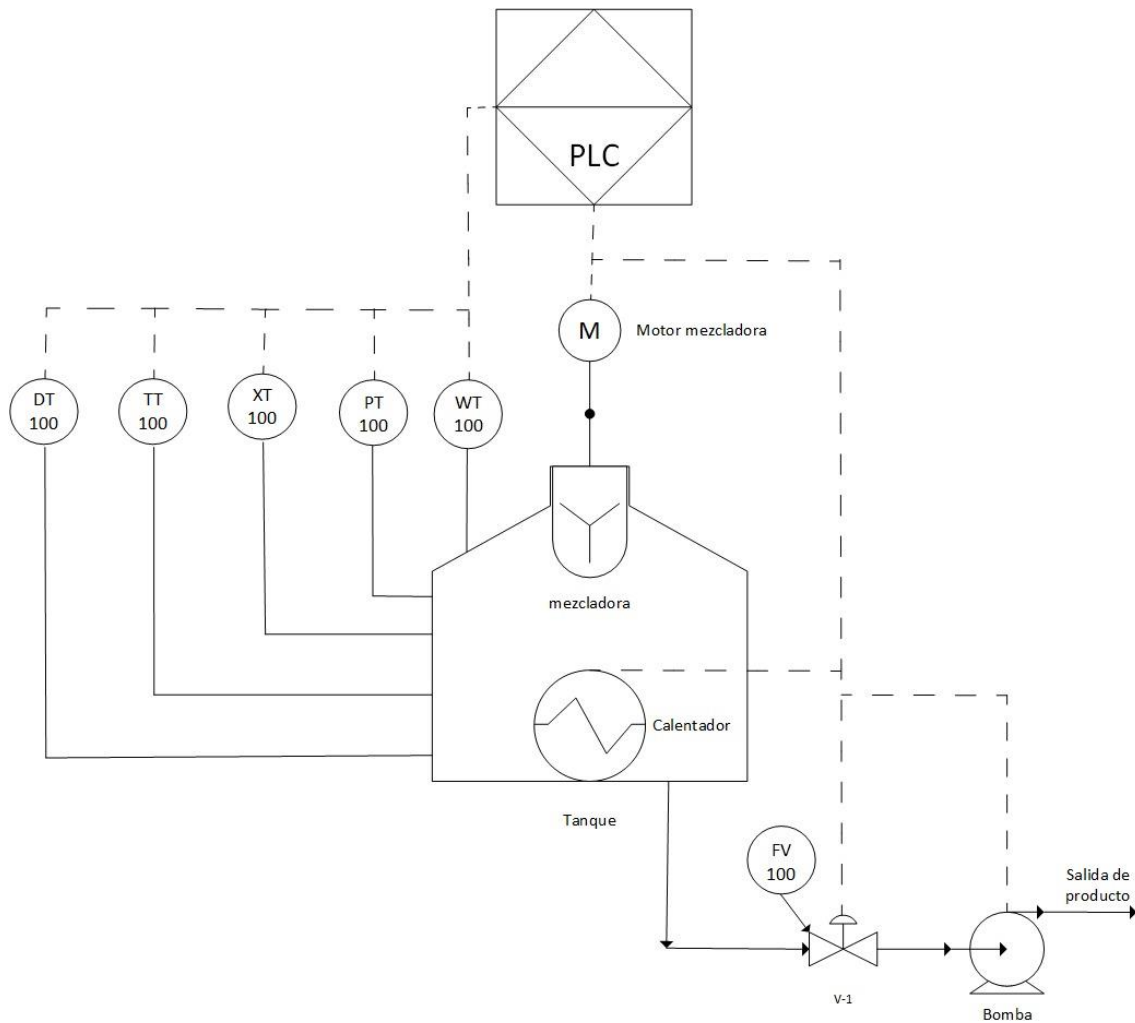 PLC
M
Motor mezcladora
DT
100
TT
100
XT
100
PT
100
WT
100
mezcladora
Calentador
Tanque
FV
100
Salida de
producto
V-1
Bomba